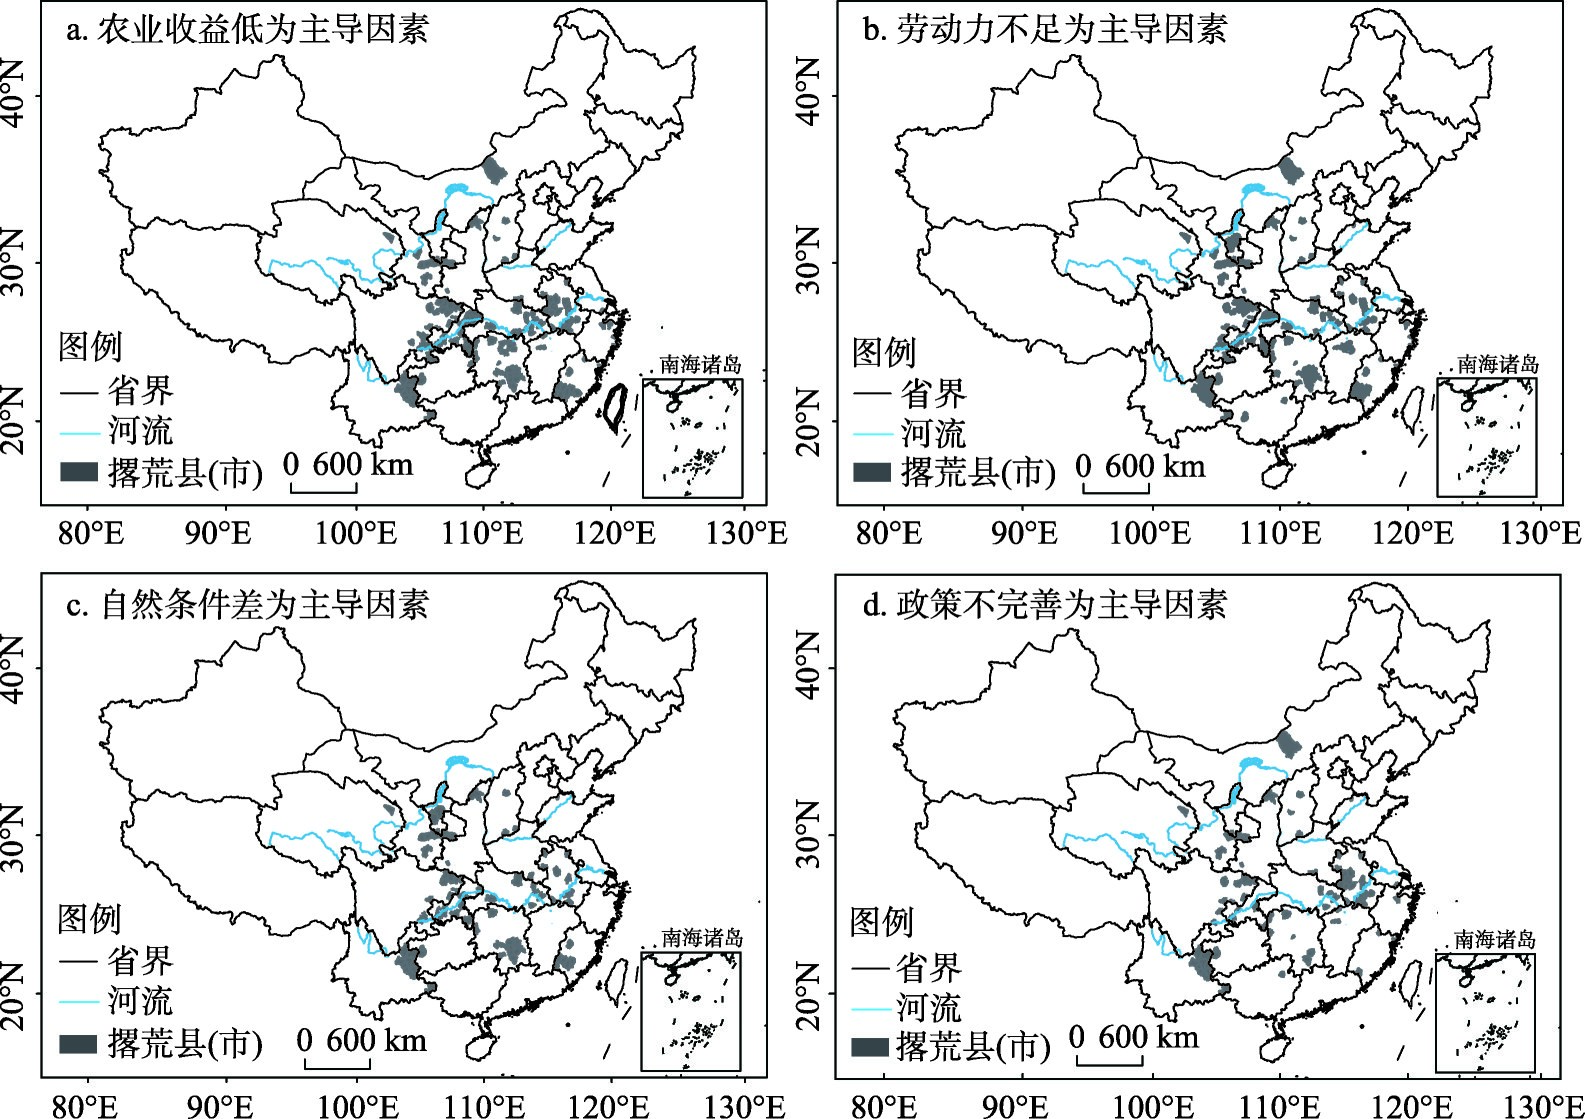 a. 农业收益低为主导因素
40°N
30°N
20°N
图例
省界
河流
撂荒县(市)
0 600 km
南海诸岛
80°E 90°E 100°E 110°E 120°E 130°E
b. 劳动力不足为主导因素
40°N
30°N
20°N
图例
省界
河流
撂荒县(市)
0 600 km
南海诸岛
80°E 90°E 100°E 110°E 120°E 130°E
c. 自然条件差为主导因素
40°N
30°N
20°N
图例
省界
河流
撂荒县(市)
0 600 km
南海诸岛
80°E 90°E 100°E 110°E 120°E 130°E
d. 政策不完善为主导因素
40°N
30°N
20°N
图例
省界
河流
撂荒县(市)
0 600 km
南海诸岛
80°E 90°E 100°E 110°E 120°E 130°E